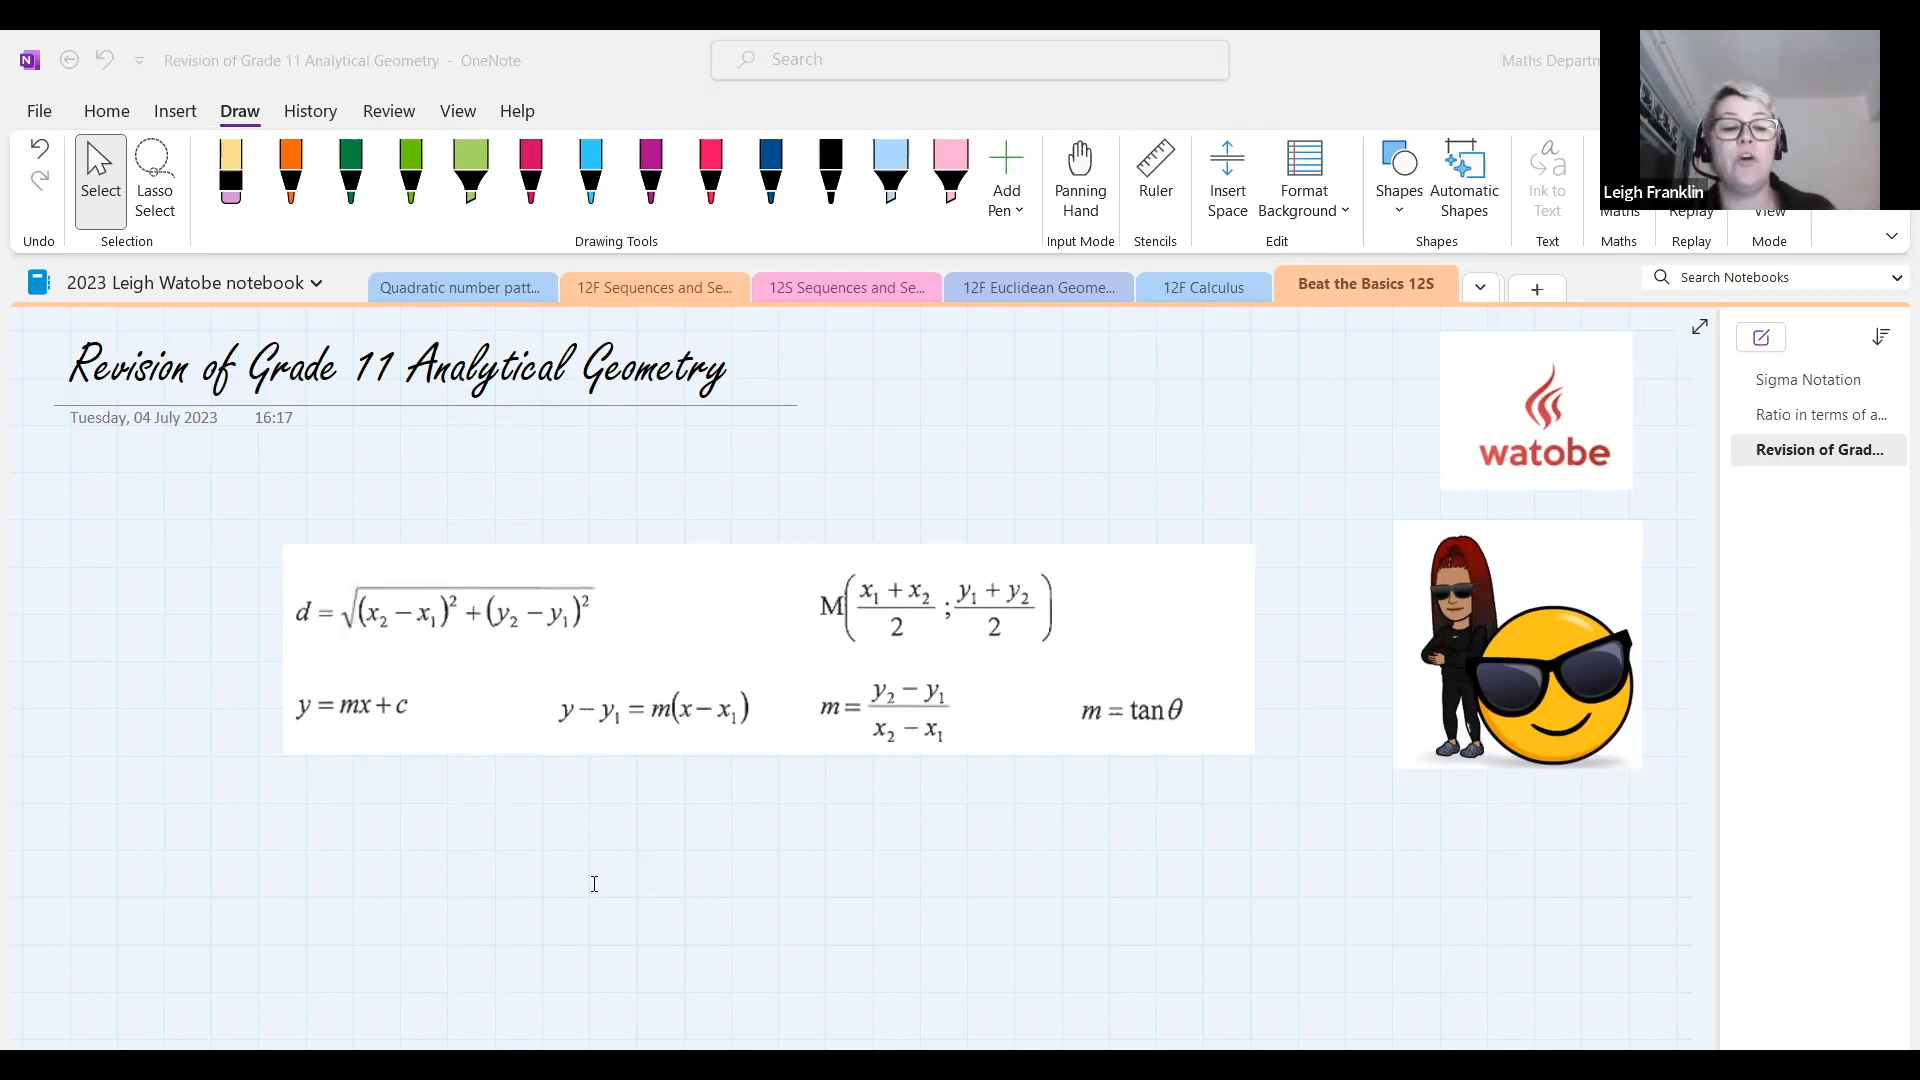 Revision of Grade 11 Analytical Geometry - OneNote
Search
Maths Departm
File Home Insert Draw History Review View Help
Select
Lasso Select
Add Pen
Panning Hand
Ruler
Insert Space
Format Background
Shapes
Automatic Shapes
Ink to Text
Maths
Replay
View
Leigh Franklin
Undo Selection Drawing Tools Input Mode Stencils Edit Shapes Text Maths Replay Mode
2023 Leigh Watobe notebook
Quadratic number patt...
12F Sequences and Se...
12S Sequences and Se...
12F Euclidean Geome...
12F Calculus
Beat the Basics 12S
+
Search Notebooks
Revision of Grade 11 Analytical Geometry
Tuesday, 04 July 2023 16:17
watobe
Sigma Notation
Ratio in terms of a...
Revision of Grad...
d = √(x₂ − x₁)² + (y₂ − y₁)²
M((x₁ + x₂)/2 ; (y₁ + y₂)/2)
y = mx + c
y − y₁ = m(x − x₁)
m = (y₂ − y₁)/(x₂ − x₁)
m = tan θ